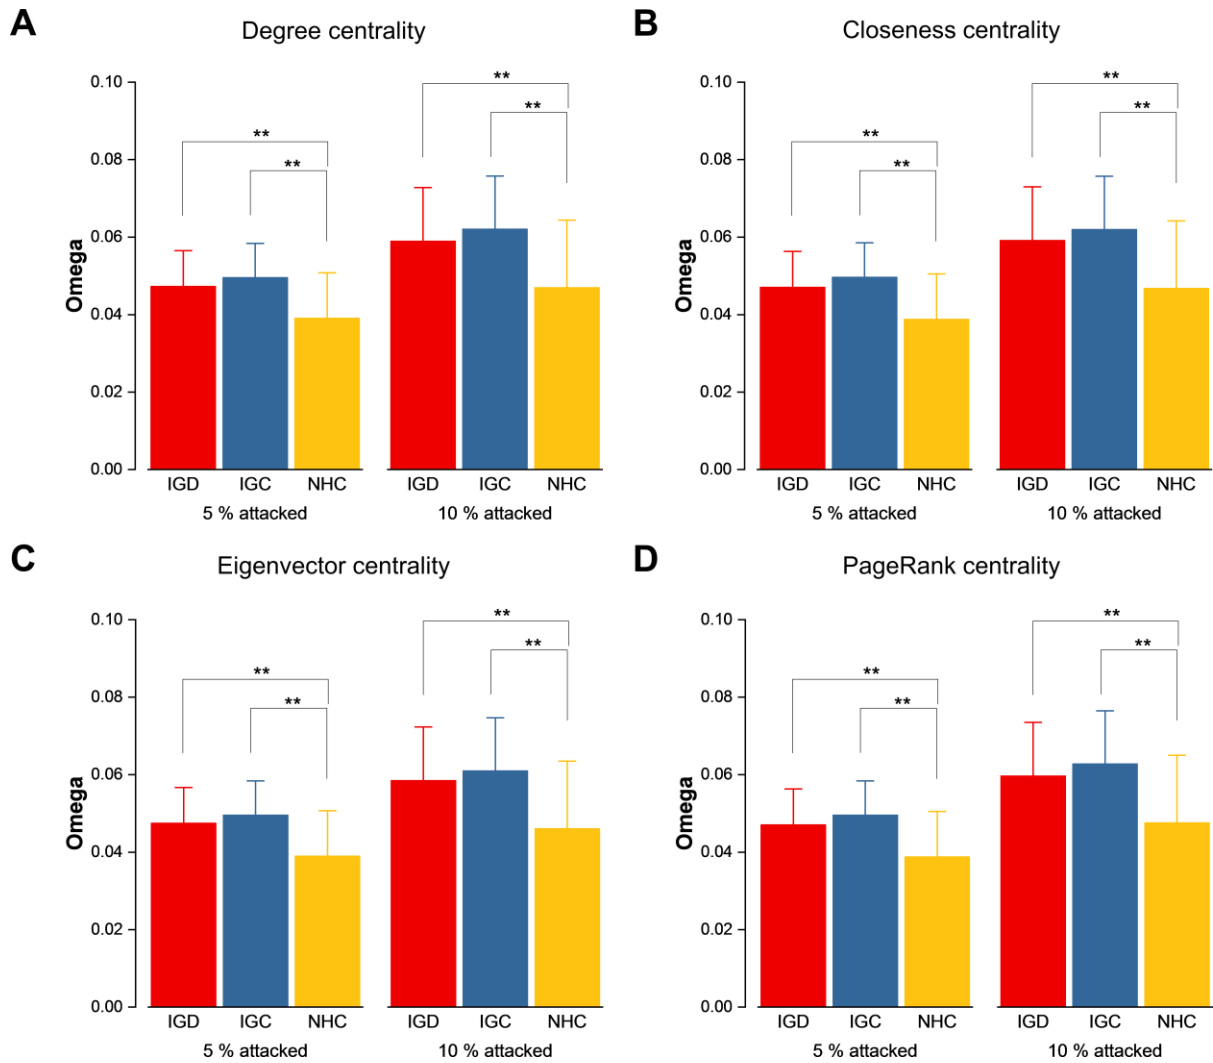 A
Degree centrality
0.10
0.08
0.06
0.04
0.02
0.00
Omega
**
**
**
**
IGD IGC NHC IGD IGC NHC
5 % attacked 10 % attacked
B
Closeness centrality
0.10
0.08
0.06
0.04
0.02
0.00
Omega
**
**
**
**
IGD IGC NHC IGD IGC NHC
5 % attacked 10 % attacked
C
Eigenvector centrality
0.10
0.08
0.06
0.04
0.02
0.00
Omega
**
**
**
**
IGD IGC NHC IGD IGC NHC
5 % attacked 10 % attacked
D
PageRank centrality
0.10
0.08
0.06
0.04
0.02
0.00
Omega
**
**
**
**
IGD IGC NHC IGD IGC NHC
5 % attacked 10 % attacked